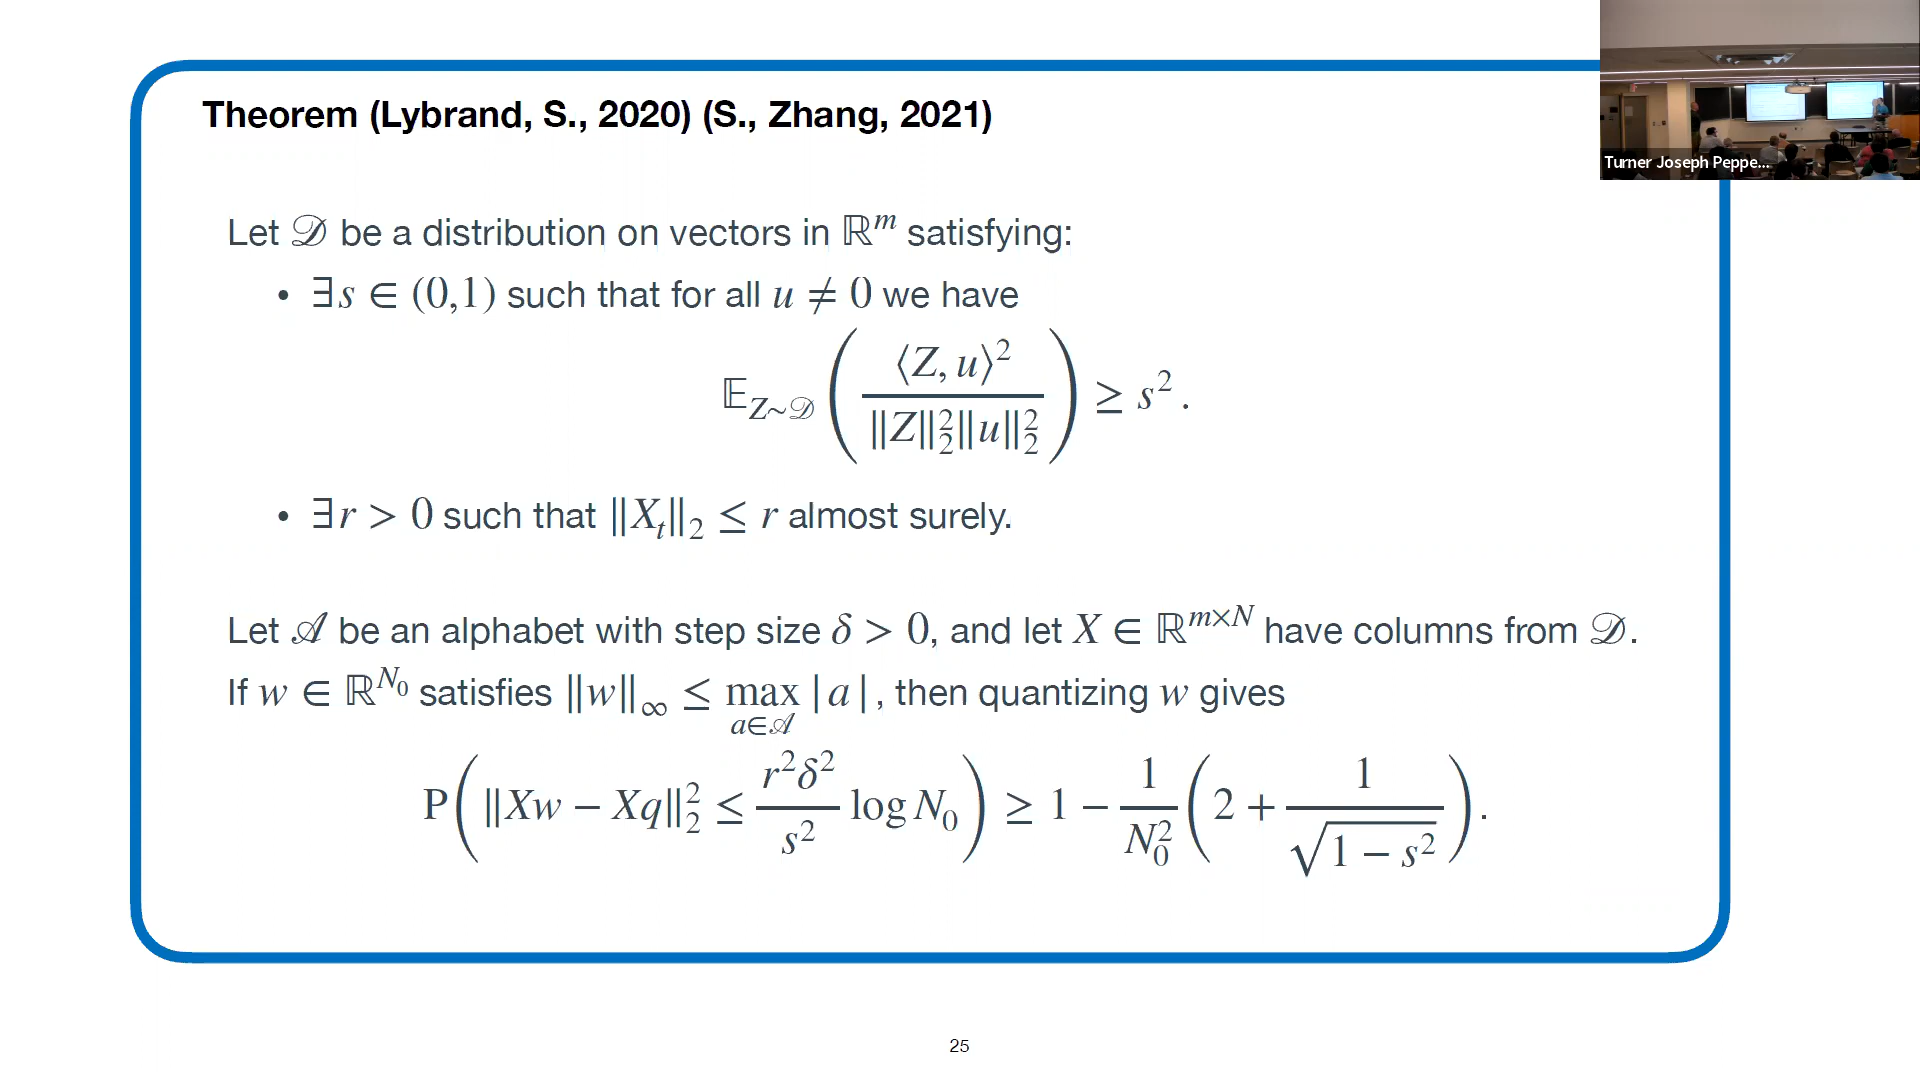 Theorem (Lybrand, S., 2020) (S., Zhang, 2021)
Turner Joseph Peppe...
Let 𝒟 be a distribution on vectors in ℝ^m satisfying:
• ∃s ∈ (0,1) such that for all u ≠ 0 we have
𝔼_{Z∼𝒟} ( ⟨Z, u⟩² / ‖Z‖₂²‖u‖₂² ) ≥ s² .
• ∃r > 0 such that ‖X_t‖₂ ≤ r almost surely.
Let 𝒜 be an alphabet with step size δ > 0, and let X ∈ ℝ^{m×N} have columns from 𝒟.
If w ∈ ℝ^{N₀} satisfies ‖w‖_∞ ≤ max_{a∈𝒜} |a|, then quantizing w gives
P( ‖Xw − Xq‖₂² ≤ r²δ²/s² log N₀ ) ≥ 1 − 1/N₀² ( 2 + 1/√(1 − s²) ).
25